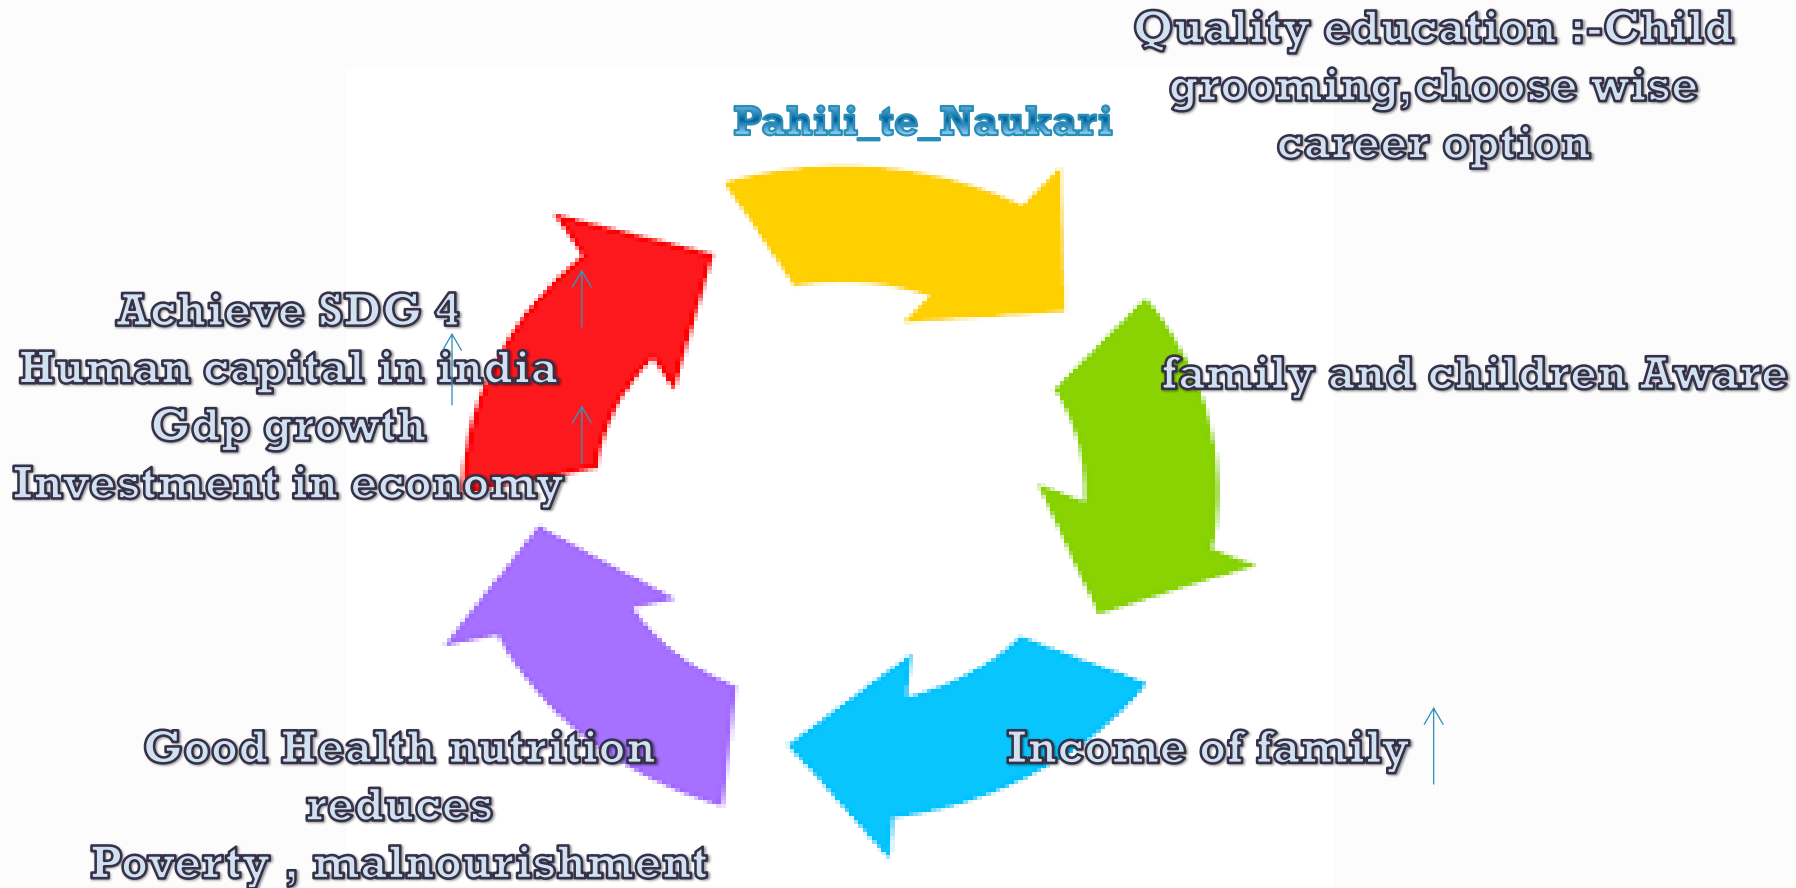 Quality education :-Child
grooming,choose wise
career option
Pahili_te_Naukari
family and children Aware
Income of family
Good Health nutrition
reduces
Poverty , malnourishment
Achieve SDG 4
Human capital in india
Gdp growth
Investment in economy